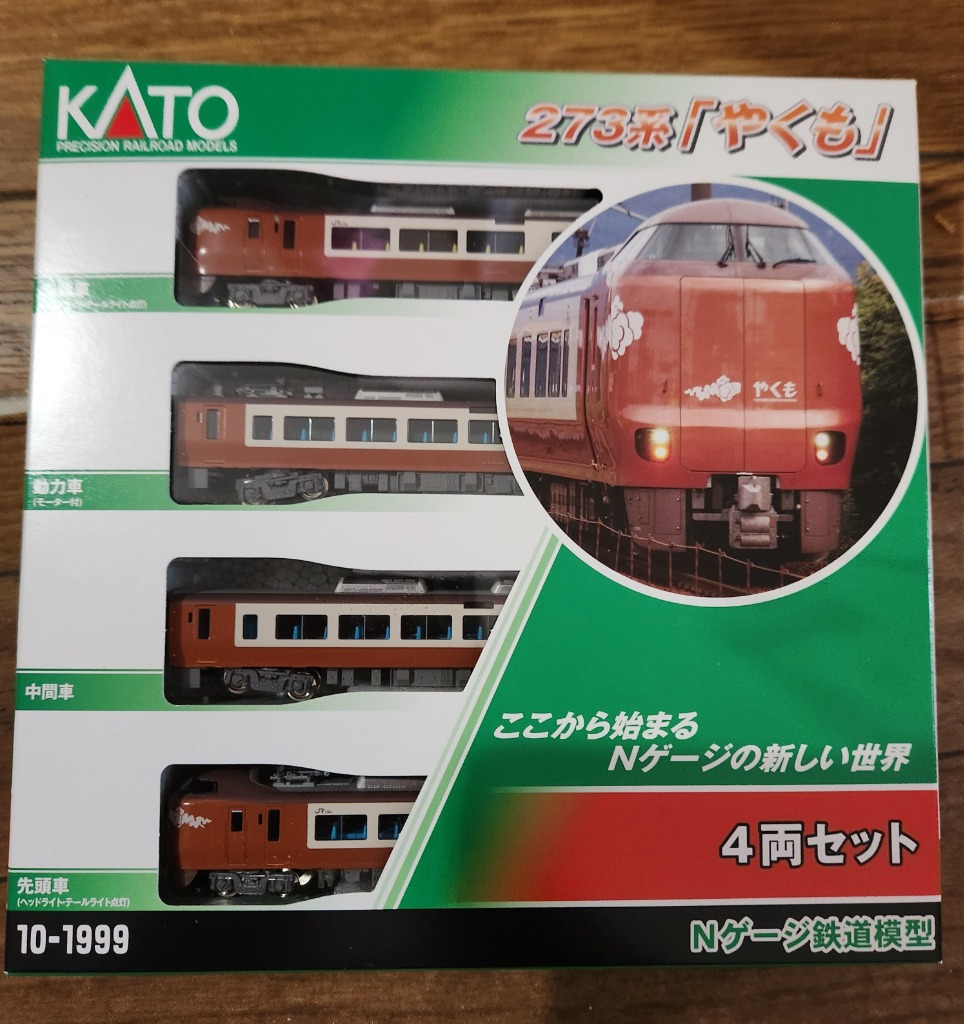 KATO
PRECISION RAILROAD MODELS
273系「やくも」
やくも
動力車
(モーター付)
中間車
ここから始まる
Nゲージの新しい世界
4両セット
先頭車
(ヘッドライト・テールライト点灯)
10-1999
Nゲージ鉄道模型